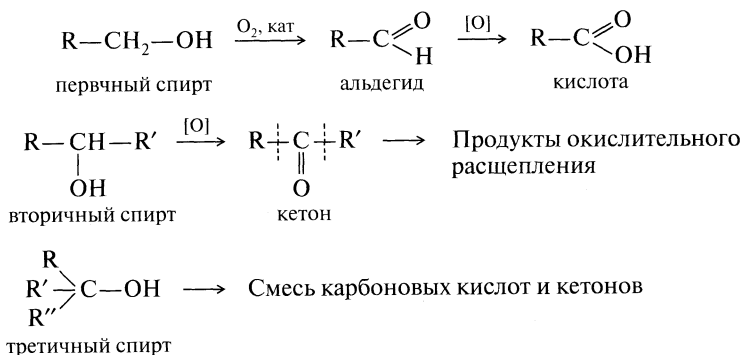 R—CH₂—OH —O₂, кат→ R—C(=O)—H —[O]→ R—C(=O)—OH
первчный спирт альдегид кислота
R—CH(OH)—R′ —[O]→ R—C(=O)—R′ → Продукты окислительного
расщепления
вторичный спирт кетон
R
R′—C—OH → Смесь карбоновых кислот и кетонов
R″
третичный спирт